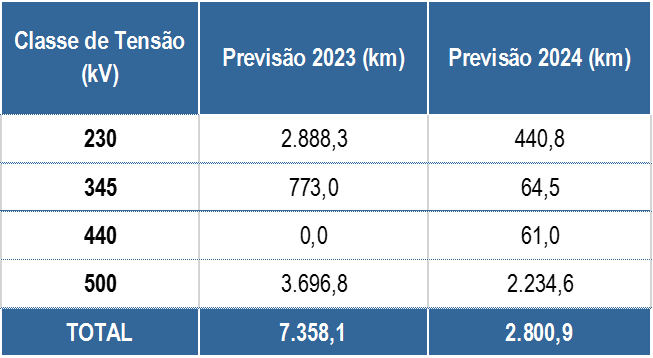 Classe de Tensão (kV) Previsão 2023 (km) Previsão 2024 (km)
230 2.888,3 440,8
345 773,0 64,5
440 0,0 61,0
500 3.696,8 2.234,6
TOTAL 7.358,1 2.800,9